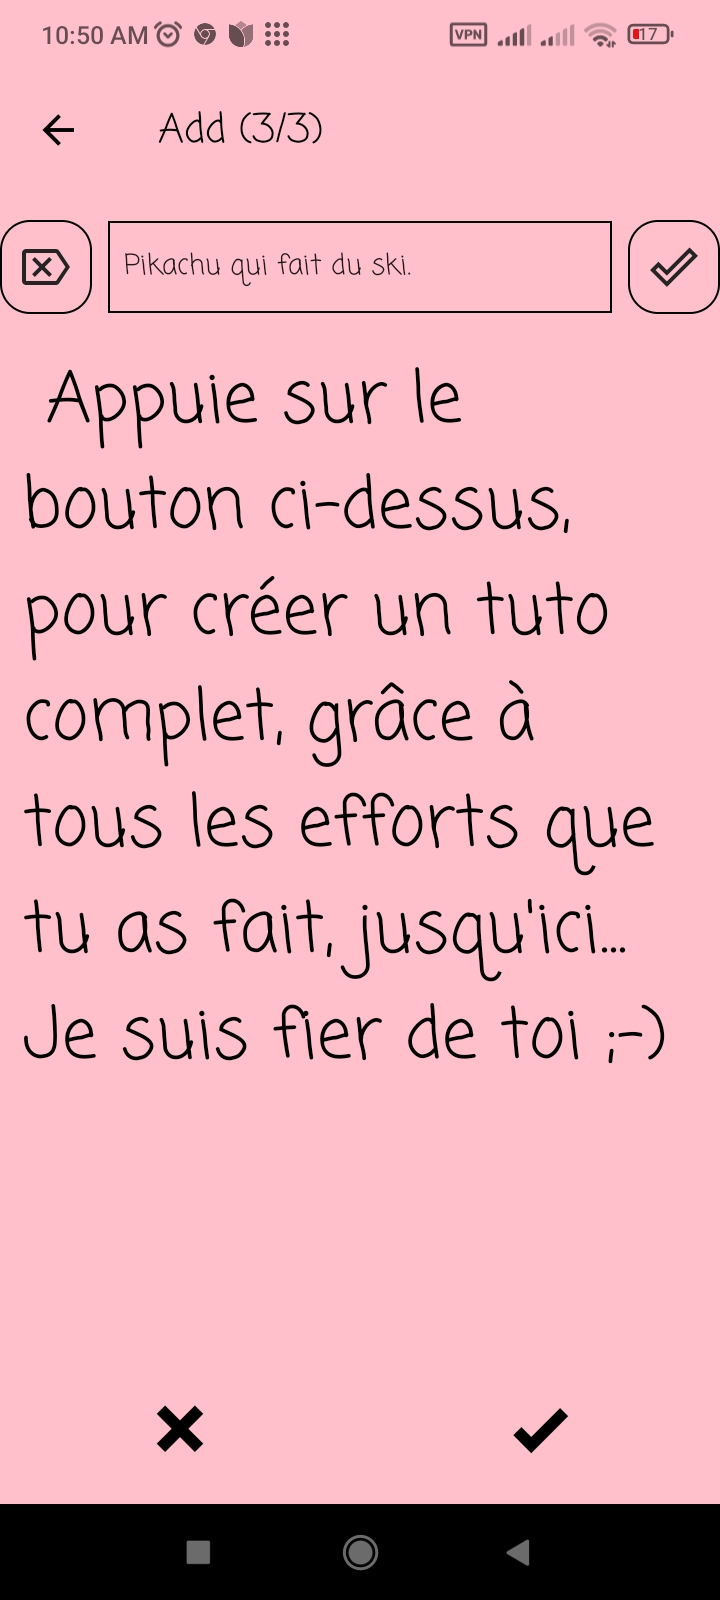 10:50 AM VPN 17
Add (3/3)
Pikachu qui fait du ski.
Appuie sur le
bouton ci-dessus,
pour créer un tuto
complet, grâce à
tous les efforts que
tu as fait, jusqu'ici...
Je suis fier de toi ;-)